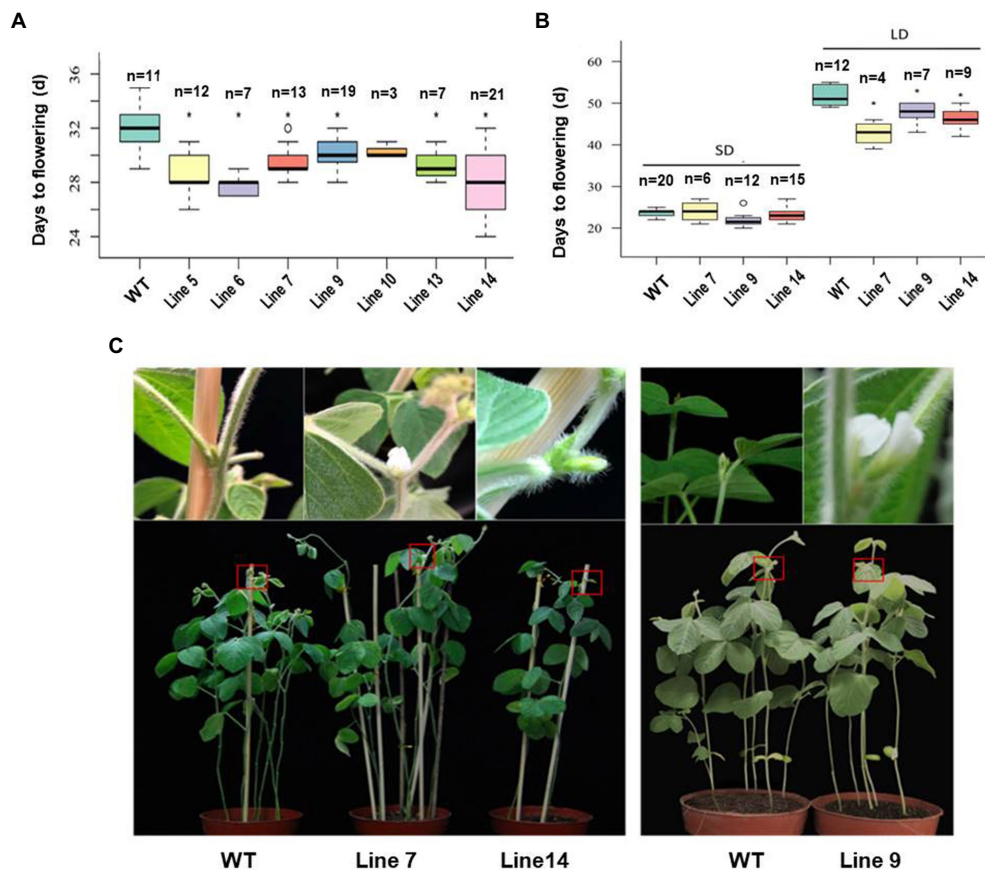 A
Days to flowering (d)
36
32
28
24
n=11
n=12
n=7
n=13
n=19
n=3
n=7
n=21
* * * * * *
WT
Line 5
Line 6
Line 7
Line 9
Line 10
Line 13
Line 14
B
Days to flowering (d)
60
50
40
30
20
LD
n=12
n=4
n=7
n=9
* * *
SD
n=20
n=6
n=12
n=15
WT
Line 7
Line 9
Line 14
WT
Line 7
Line 9
Line 14
C
WT
Line 7
Line14
WT
Line 9